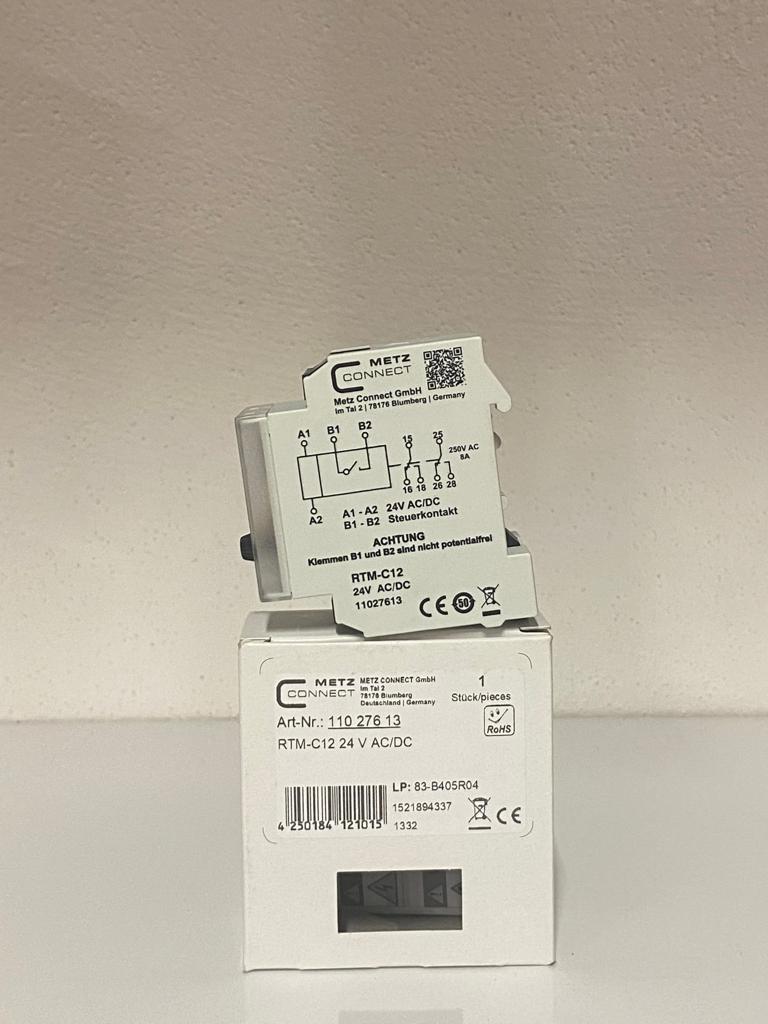 METZ
CONNECT
Metz Connect GmbH
Im Tal 2 | 78176 Blumberg | Germany
A1 B1 B2
15 25
250V AC
8A
16 18 26 28
A2
A1 - A2 24V AC/DC
B1 - B2 Steuerkontakt
ACHTUNG
Klemmen B1 und B2 sind nicht potentialfrei
RTM-C12
24V AC/DC
11027613
CE 50
METZ
CONNECT
METZ CONNECT GmbH
Im Tal 2
78176 Blumberg
Deutschland | Germany
1
Stück/pieces
RoHS
Art-Nr.: 110 276 13
RTM-C12 24 V AC/DC
LP: 83-B405R04
1521894337
1332
CE
4 250184 121015